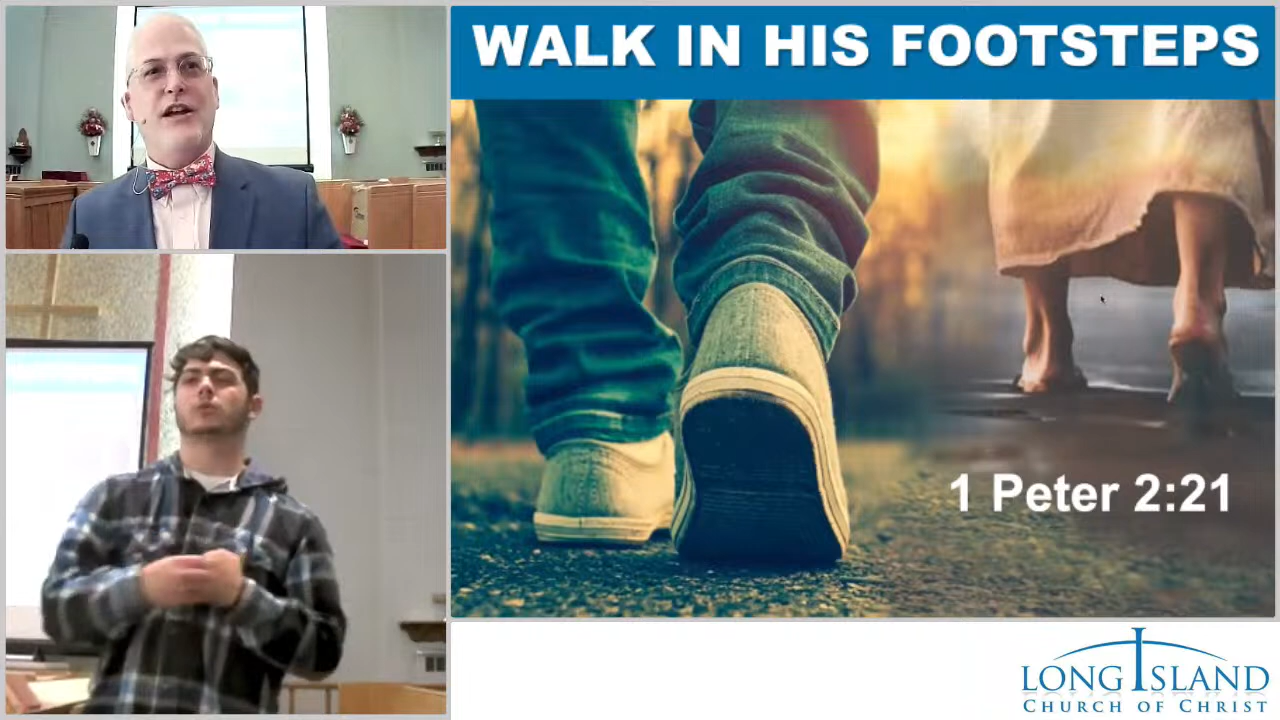 WALK IN HIS FOOTSTEPS
1 Peter 2:21
LONG ISLAND
CHURCH OF CHRIST